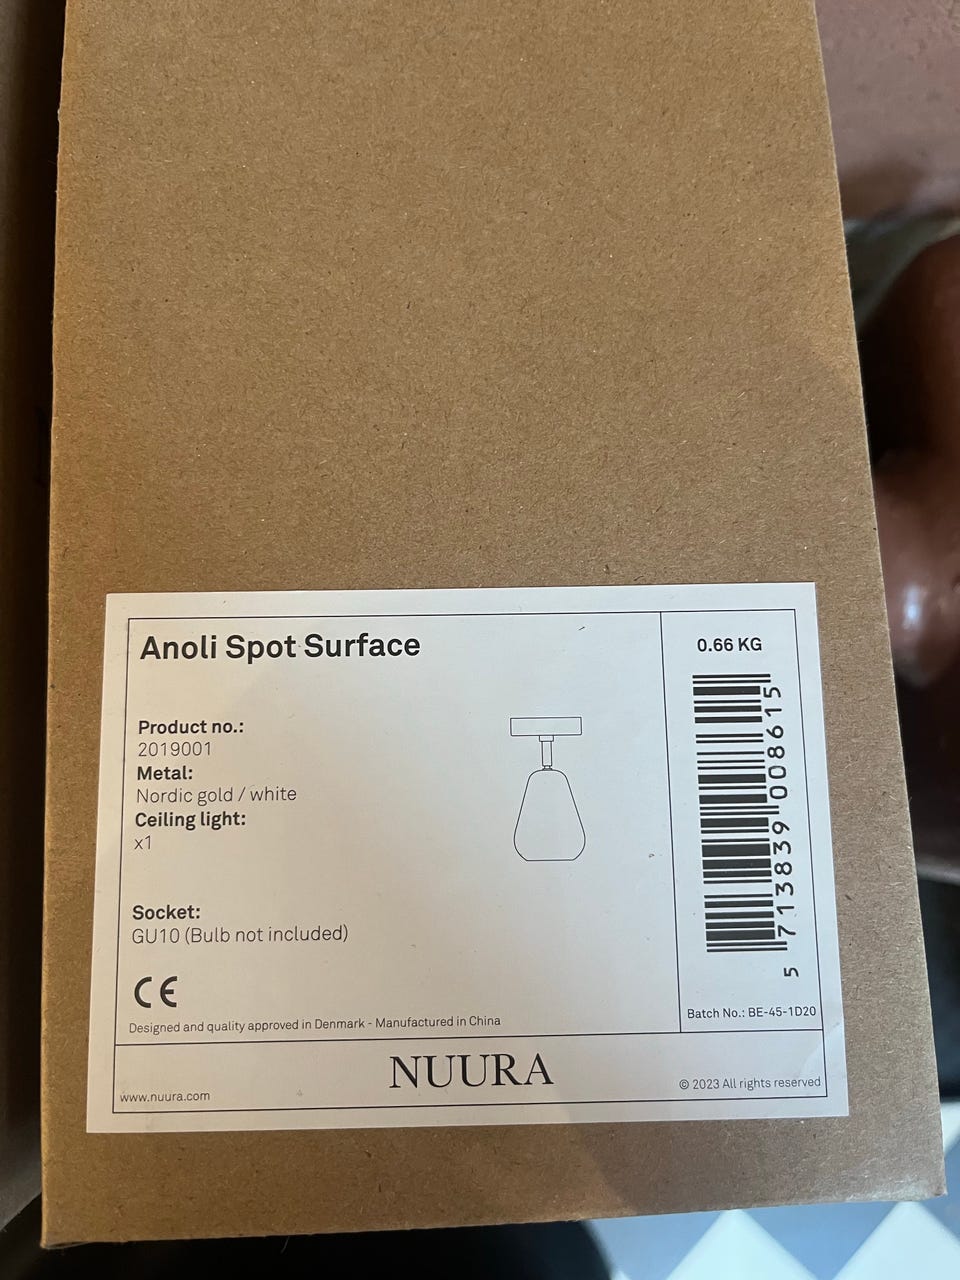 Anoli Spot Surface
Product no.:
2019001
Metal:
Nordic gold / white
Ceiling light:
x1
Socket:
GU10 (Bulb not included)
CE
Designed and quality approved in Denmark - Manufactured in China
0.66 KG
5 713839 008615
Batch No.: BE-45-1D20
www.nuura.com
NUURA
© 2023 All rights reserved